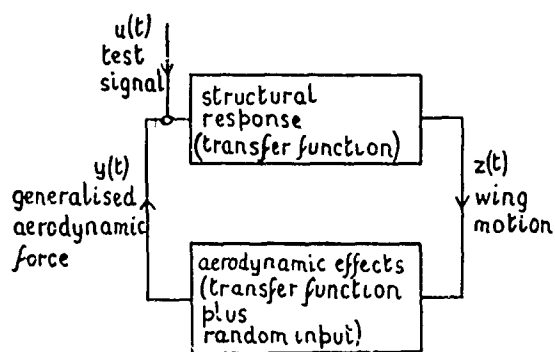 u(t)
test
signal
structural
response
(transfer function)
y(t)
generalised
aerodynamic
force
z(t)
wing
motion
aerodynamic effects
(transfer function
plus
random input)